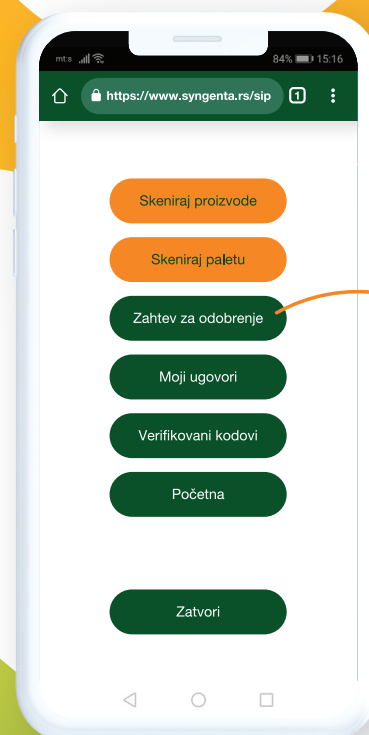 mt:s 84% 15:16
https://www.syngenta.rs/sip 1
Skeniraj proizvode
Skeniraj paletu
Zahtev za odobrenje
Moji ugovori
Verifikovani kodovi
Početna
Zatvori